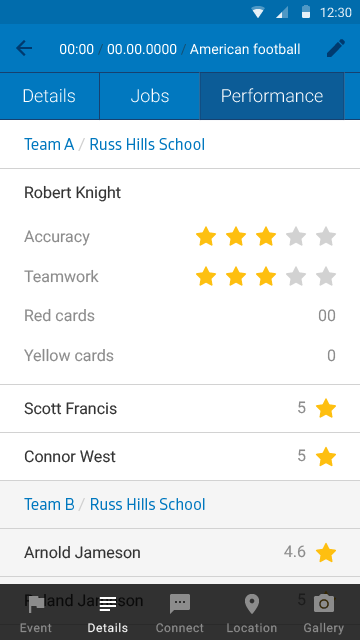 12:30
00:00 / 00.00.0000 / American football
Details Jobs Performance
Team A / Russ Hills School
Robert Knight
Accuracy
Teamwork
Red cards 00
Yellow cards 0
Scott Francis 5
Connor West 5
Team B / Russ Hills School
Arnold Jameson 4.6
Roland Jameson 5
Event Details Connect Location Gallery